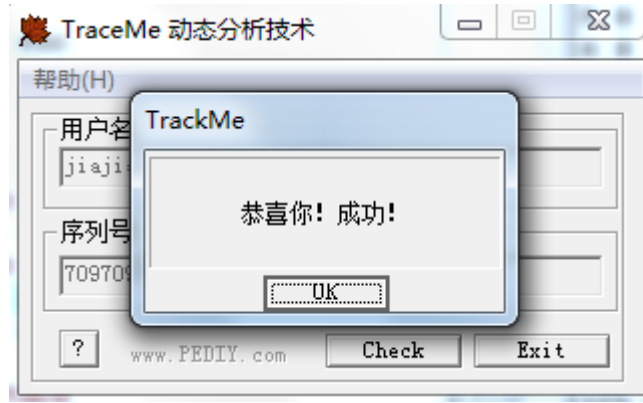 TraceMe 动态分析技术
帮助(H)
TrackMe
用户名
jiaji
恭喜你！成功！
序列号
70970
OK
?
www.PEDIY.com
Check
Exit